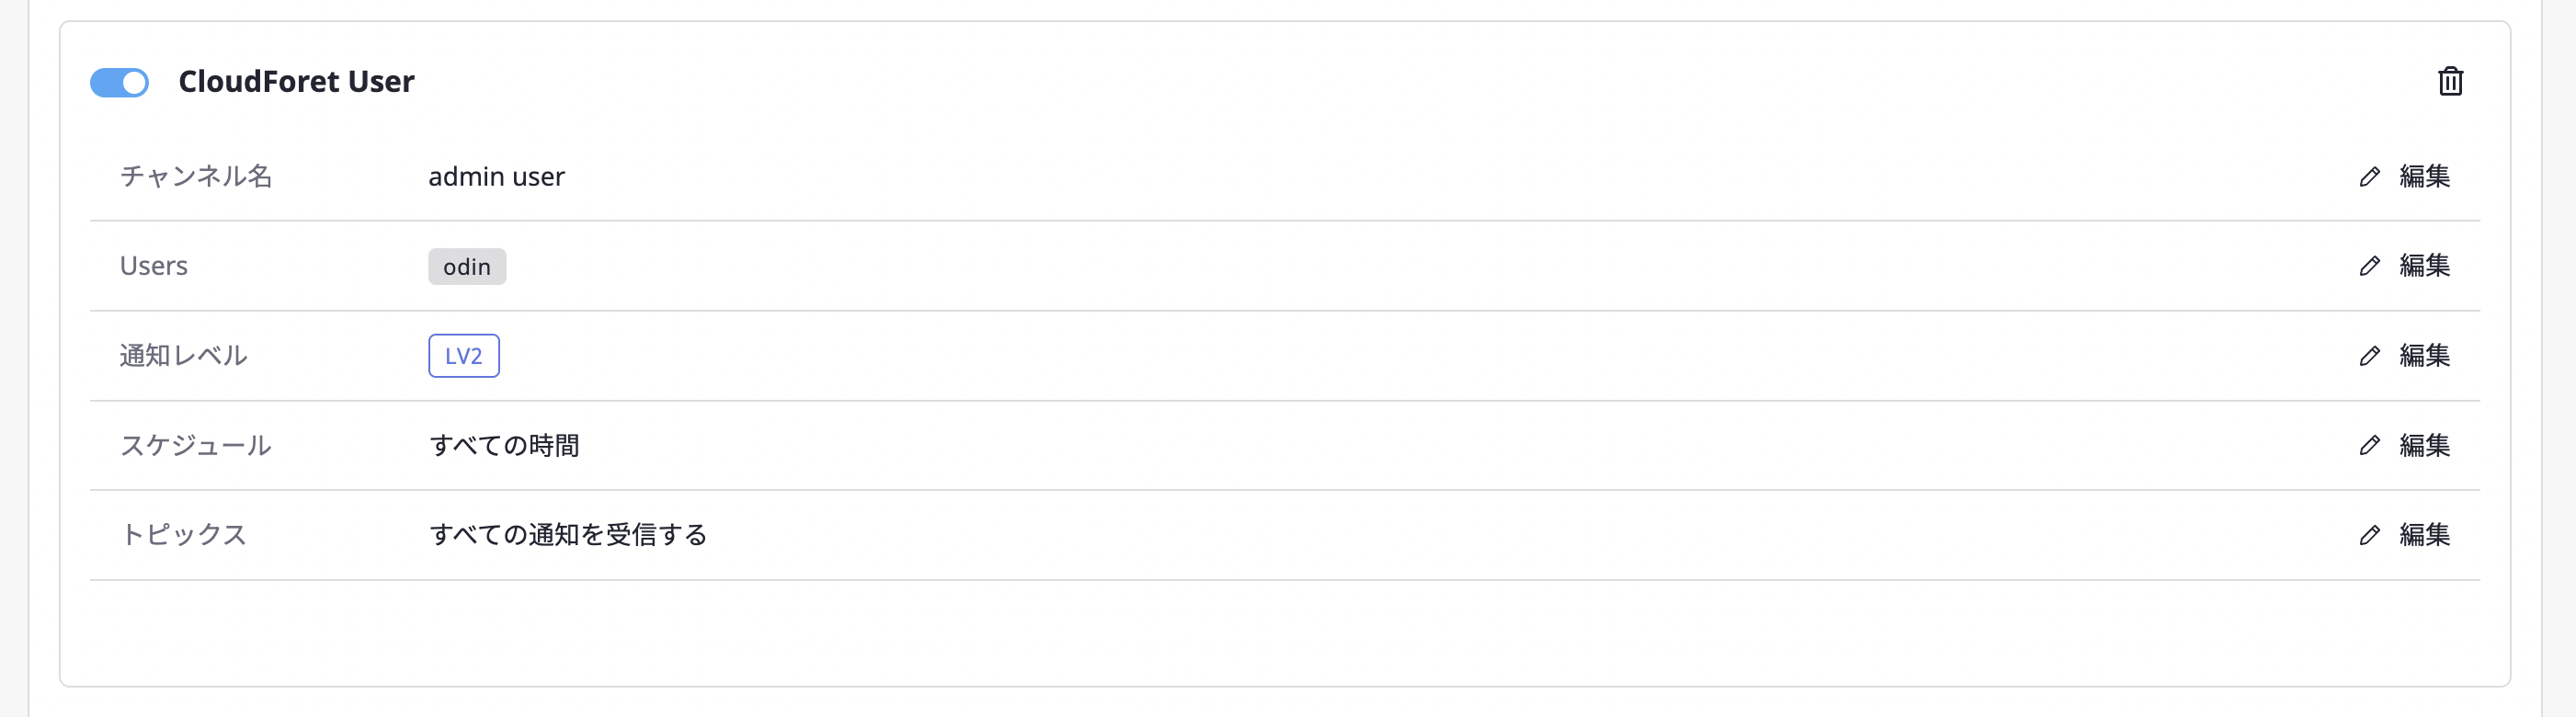 CloudForet User
チャンネル名 admin user 編集
Users odin 編集
通知レベル LV2 編集
スケジュール すべての時間 編集
トピックス すべての通知を受信する 編集